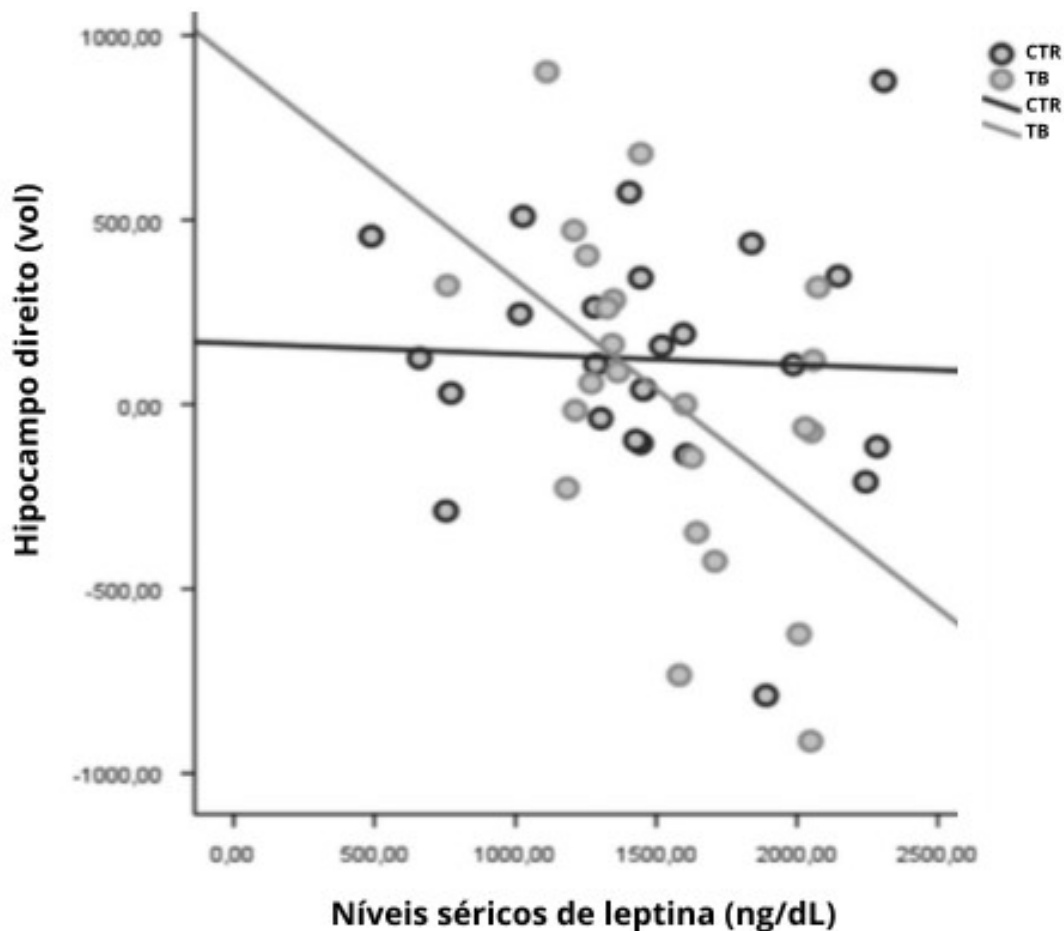 1000,00
500,00
0,00
-500,00
-1000,00
Hipocampo direito (vol)
CTR
TB
CTR
TB
0,00 500,00 1000,00 1500,00 2000,00 2500,00
Níveis séricos de leptina (ng/dL)